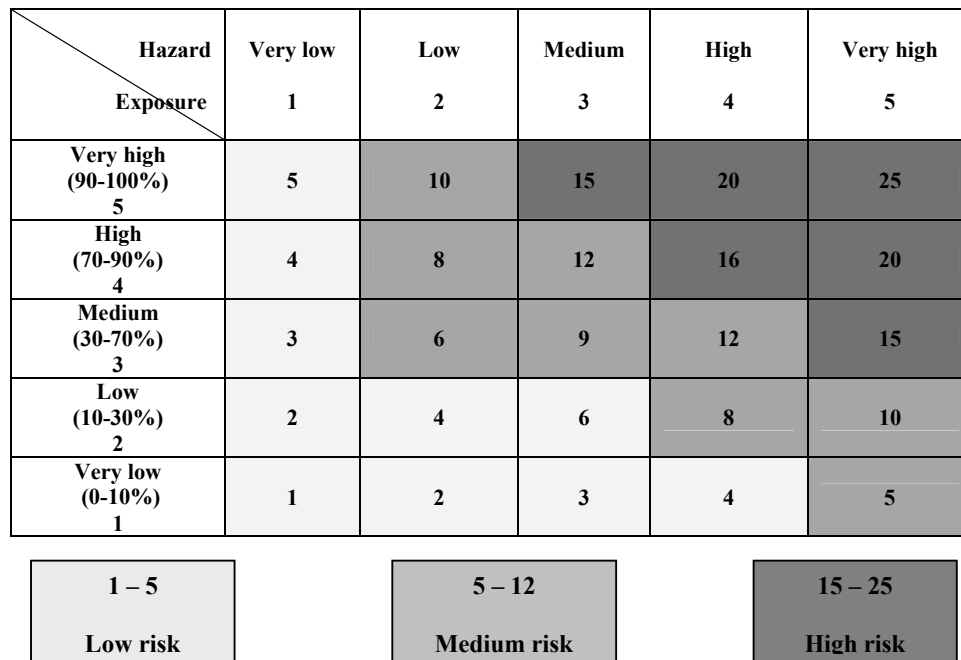 Hazard Very low Low Medium High Very high
Exposure 1 2 3 4 5
Very high
(90-100%) 5 10 15 20 25
5
High
(70-90%) 4 8 12 16 20
4
Medium
(30-70%) 3 6 9 12 15
3
Low
(10-30%) 2 4 6 8 10
2
Very low
(0-10%) 1 2 3 4 5
1
1 – 5 5 – 12 15 – 25
Low risk Medium risk High risk